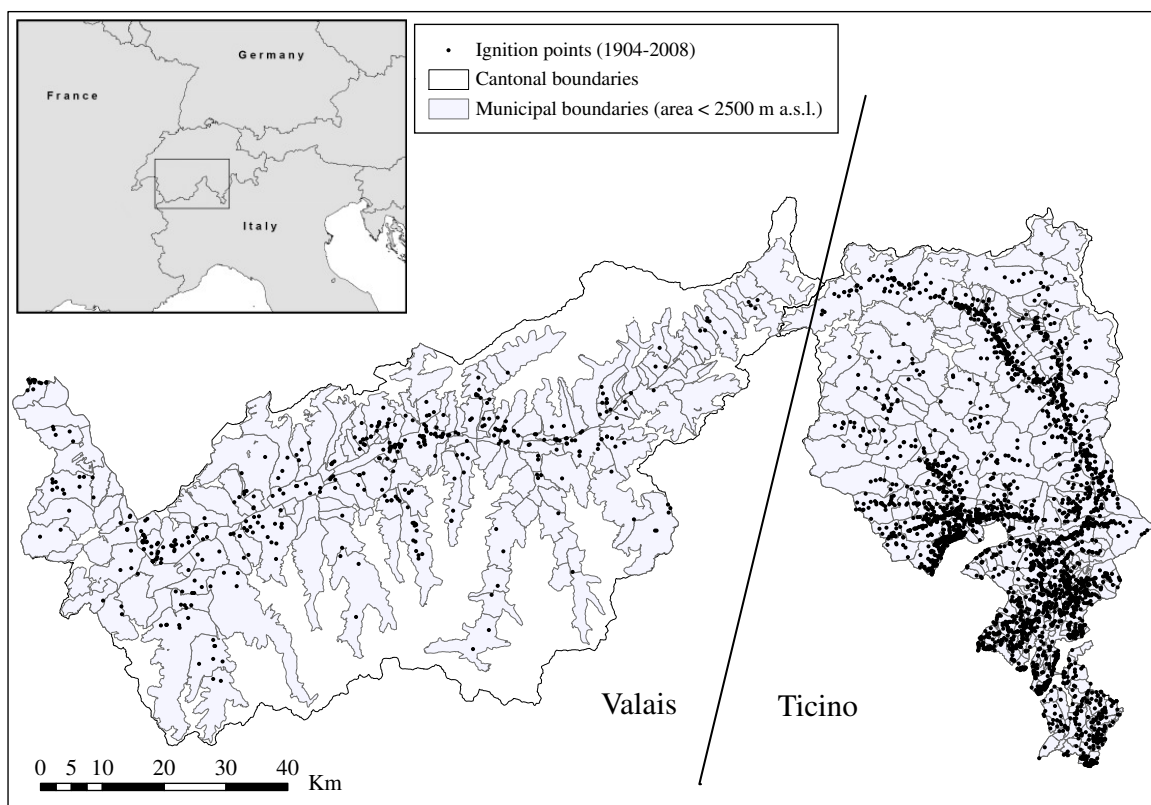 Germany
France
Italy
Ignition points (1904-2008)
Cantonal boundaries
Municipal boundaries (area < 2500 m a.s.l.)
Valais
Ticino
0 5 10 20 30 40
Km